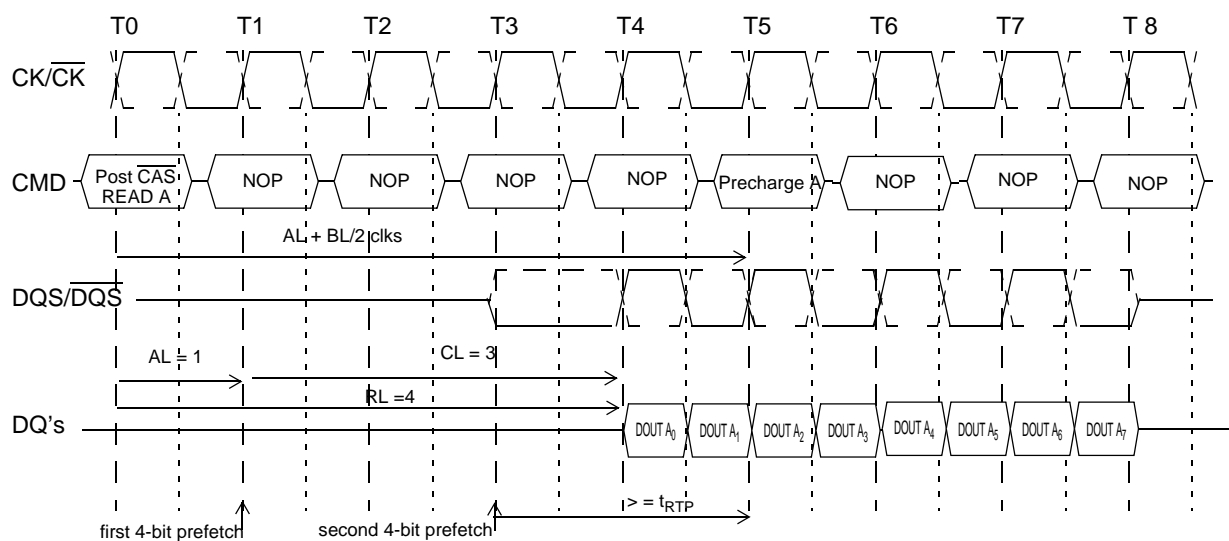 T0 T1 T2 T3 T4 T5 T6 T7 T 8
CK/C̅K̅
CMD Post C̅A̅S̅ READ A NOP NOP NOP NOP Precharge A NOP NOP NOP
AL + BL/2 clks
DQS/D̅Q̅S̅
AL = 1 CL = 3
RL =4
DQ's DOUT A0 DOUT A1 DOUT A2 DOUT A3 DOUT A4 DOUT A5 DOUT A6 DOUT A7
> = tRTP
first 4-bit prefetch second 4-bit prefetch